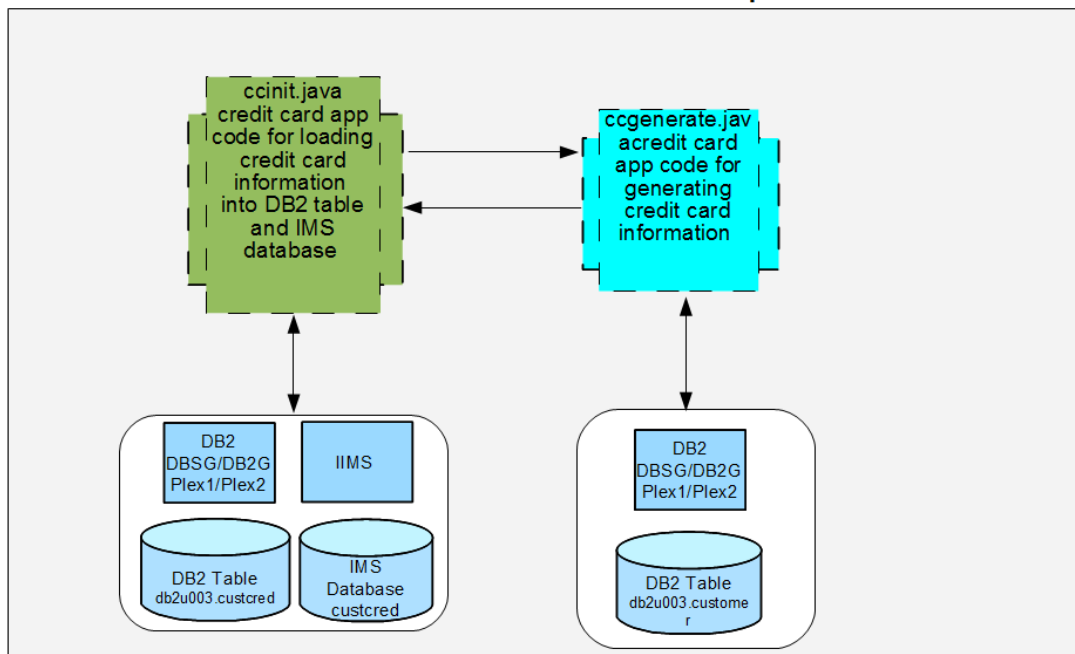 ccinit.java
credit card app
code for loading
credit card
information
into DB2 table
and IMS
database
ccgenerate.jav
acredit card
app code for
generating
credit card
information
DB2
DBSG/DB2G
Plex1/Plex2
IIMS
DB2 Table
db2u003.custcred
IMS
Database
custcred
DB2
DBSG/DB2G
Plex1/Plex2
DB2 Table
db2u003.custome
r